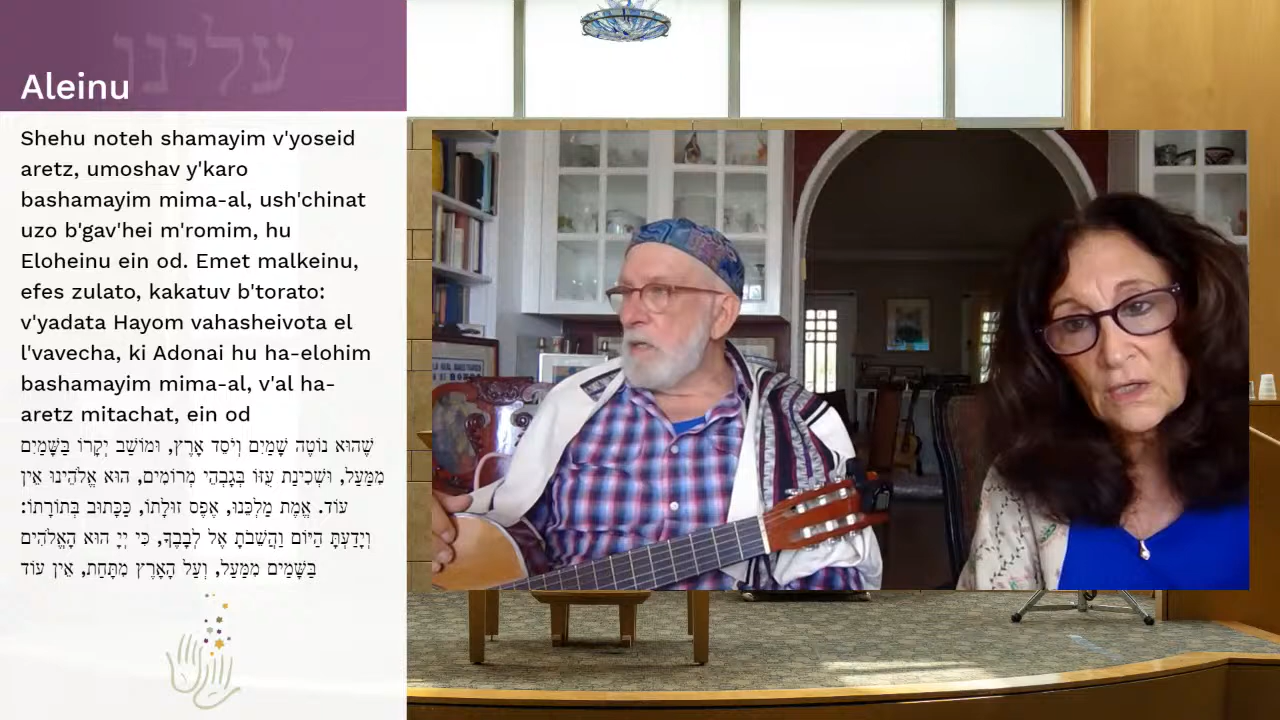 עלינו
Aleinu
Shehu noteh shamayim v'yoseid
aretz, umoshav y'karo
bashamayim mima-al, ush'chinat
uzo b'gav'hei m'romim, hu
Eloheinu ein od. Emet malkeinu,
efes zulato, kakatuv b'torato:
v'yadata Hayom vahasheivota el
l'vavecha, ki Adonai hu ha-elohim
bashamayim mima-al, v'al ha-
aretz mitachat, ein od
שֶׁהוּא נוֹטֶה שָׁמַיִם וְיֹסֵד אָרֶץ, וּמוֹשַׁב יְקָרוֹ בַּשָּׁמַיִם
מִמַּעַל, וּשְׁכִינַת עֻזּוֹ בְּגָבְהֵי מְרוֹמִים, הוּא אֱלֹהֵינוּ אֵין
עוֹד. אֱמֶת מַלְכֵּנוּ, אֶפֶס זוּלָתוֹ, כַּכָּתוּב בְּתוֹרָתוֹ:
וְיָדַעְתָּ הַיּוֹם וַהֲשֵׁבֹתָ אֶל לְבָבֶךָ, כִּי יְיָ הוּא הָאֱלֹהִים
בַּשָּׁמַיִם מִמַּעַל, וְעַל הָאָרֶץ מִתָּחַת, אֵין עוֹד